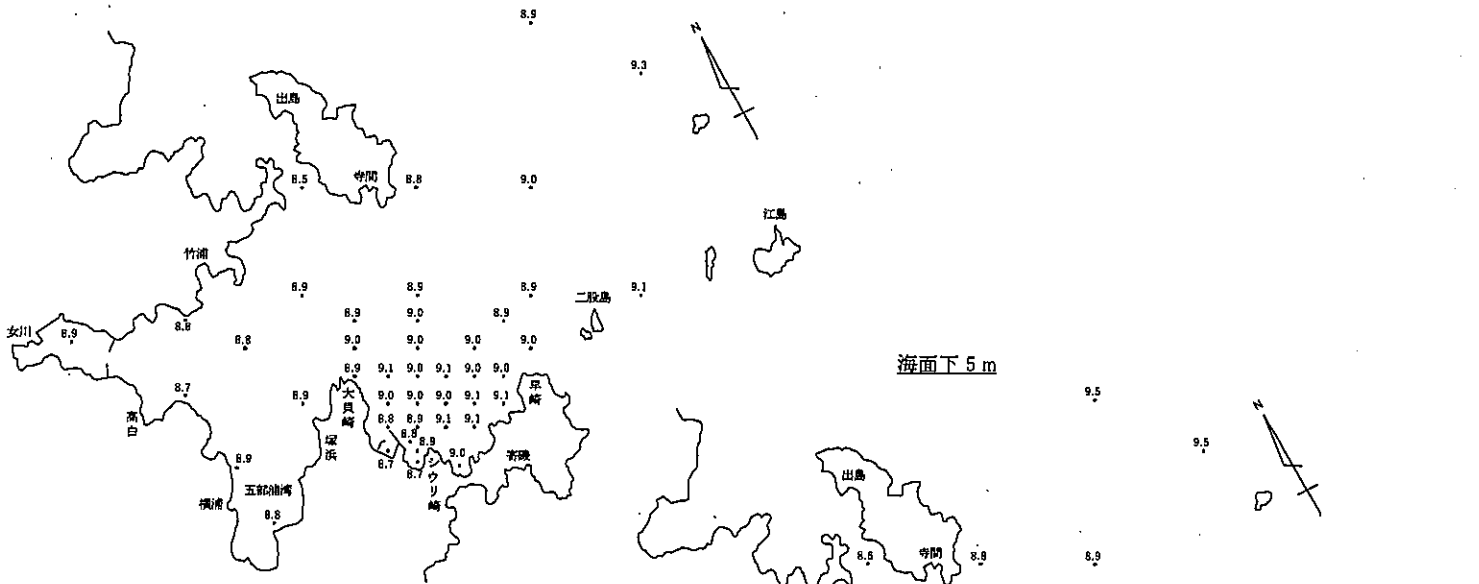 8.9
9.3
N
出島
寺間
8.5 8.8 9.0
江島
竹浦
8.9 8.9 8.9 二股島 9.1
8.9 9.0 8.9
女川 8.9 8.8
8.8 9.0 9.0 9.0 9.0
8.9 9.1 9.0 9.1 9.0 9.0
海面下5m
8.7 8.9 大貝崎 9.0 9.0 9.0 9.1 9.1 早崎
高白 8.8 8.9 9.1 9.1
塚浜 8.8 8.9
8.9 8.7 8.7 シウリ崎 9.0 寄磯
横浦 五部浦湾
8.8
9.5
N
9.5
出島
寺間
8.8 8.9